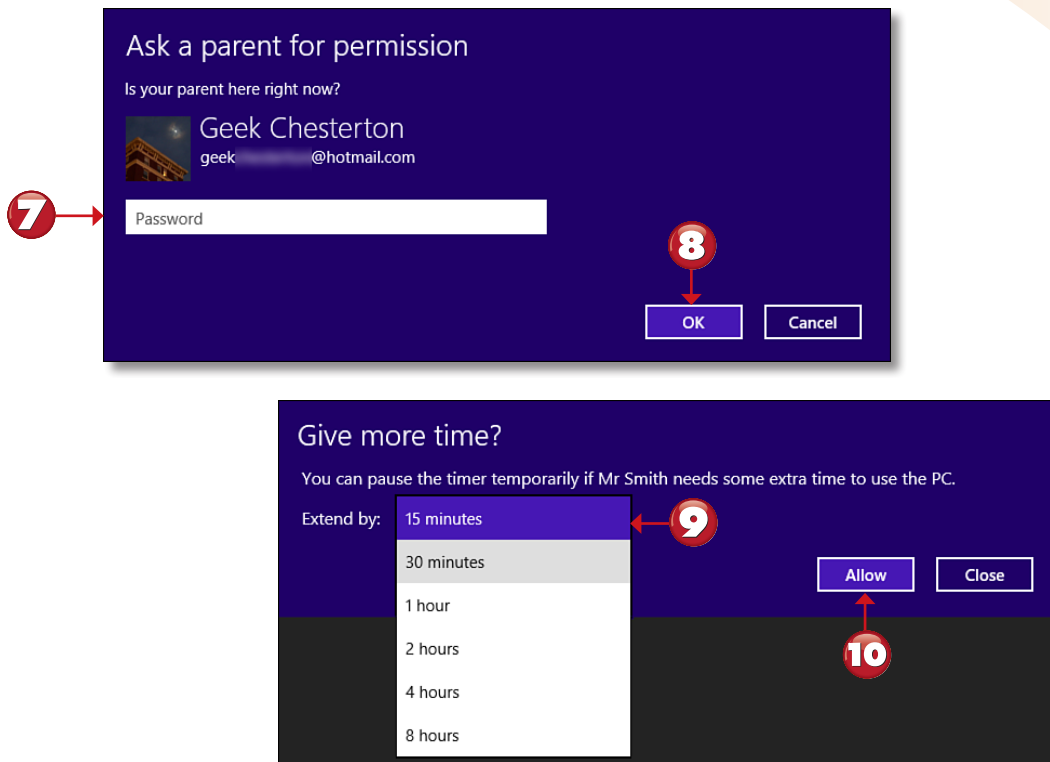 Ask a parent for permission
Is your parent here right now?
Geek Chesterton
geek @hotmail.com
7
Password
8
OK Cancel
Give more time?
You can pause the timer temporarily if Mr Smith needs some extra time to use the PC.
Extend by: 15 minutes
9
30 minutes
Allow Close
1 hour
2 hours
10
4 hours
8 hours